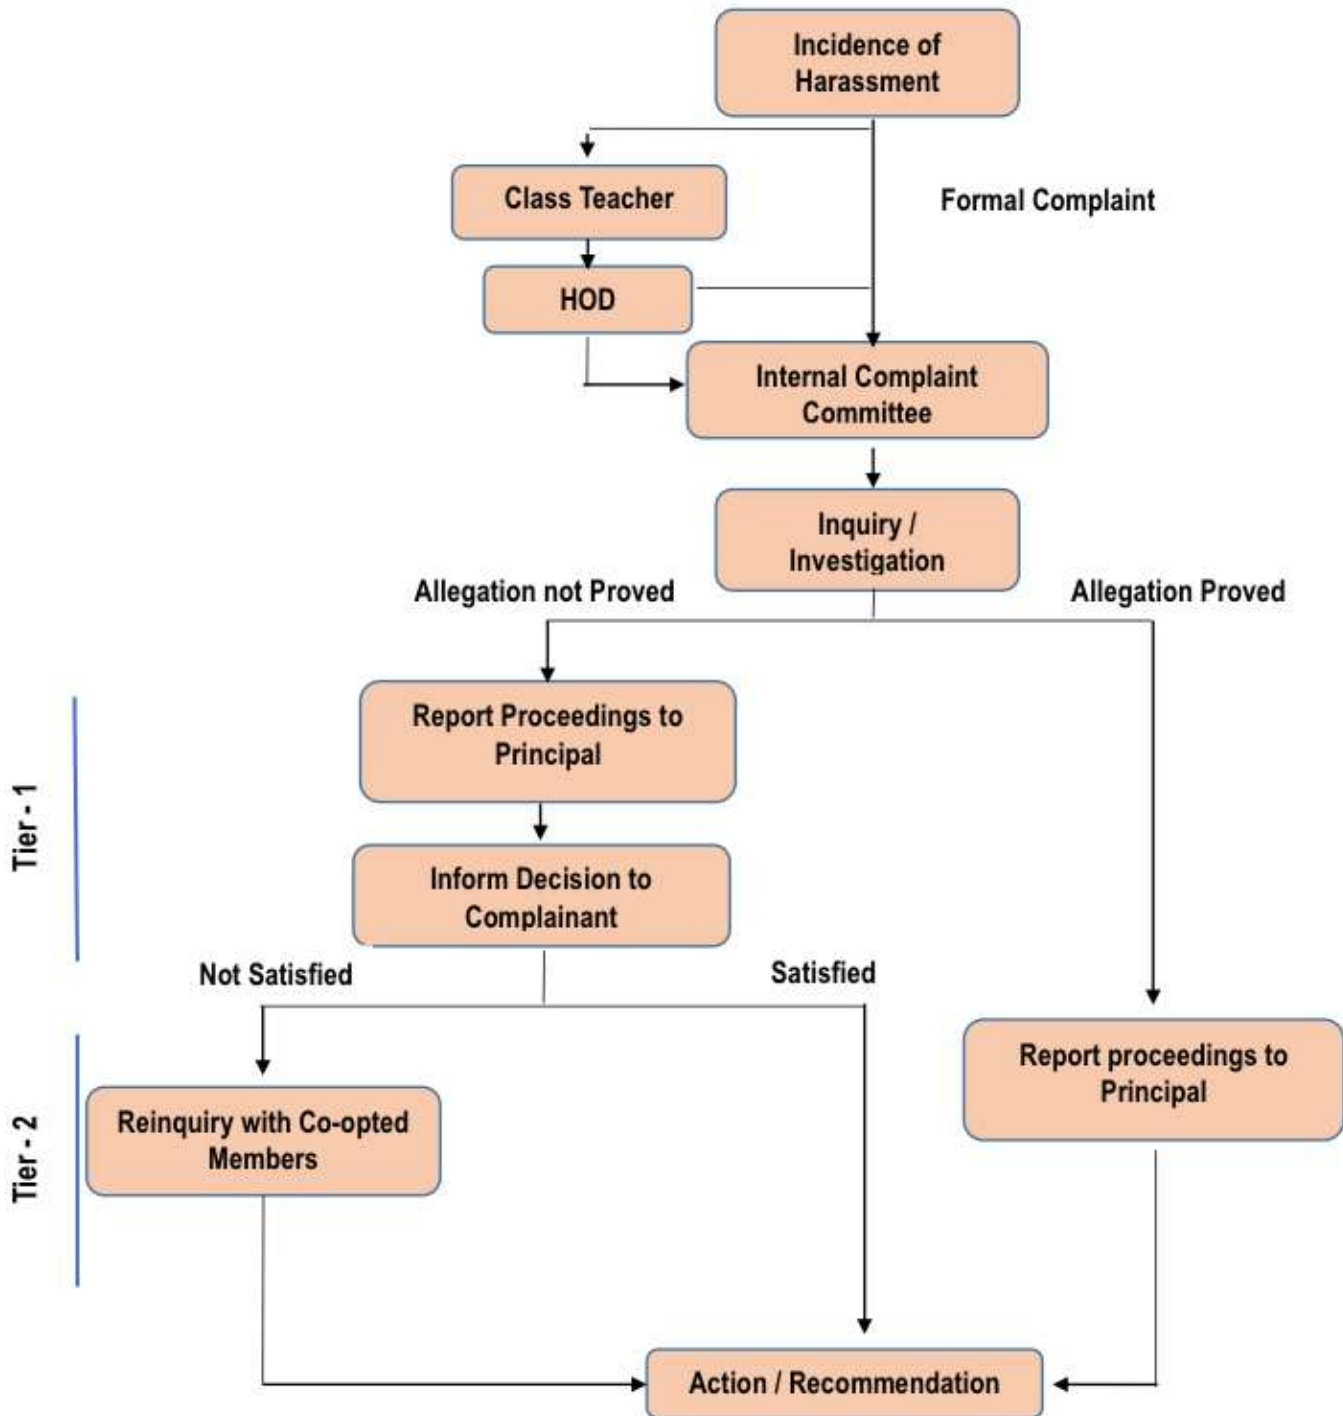 Incidence of
Harassment
Class Teacher
Formal Complaint
HOD
Internal Complaint
Committee
Inquiry /
Investigation
Allegation not Proved
Allegation Proved
Report Proceedings to
Principal
Tier - 1
Inform Decision to
Complainant
Not Satisfied
Satisfied
Report proceedings to
Principal
Tier - 2
Reinquiry with Co-opted
Members
Action / Recommendation